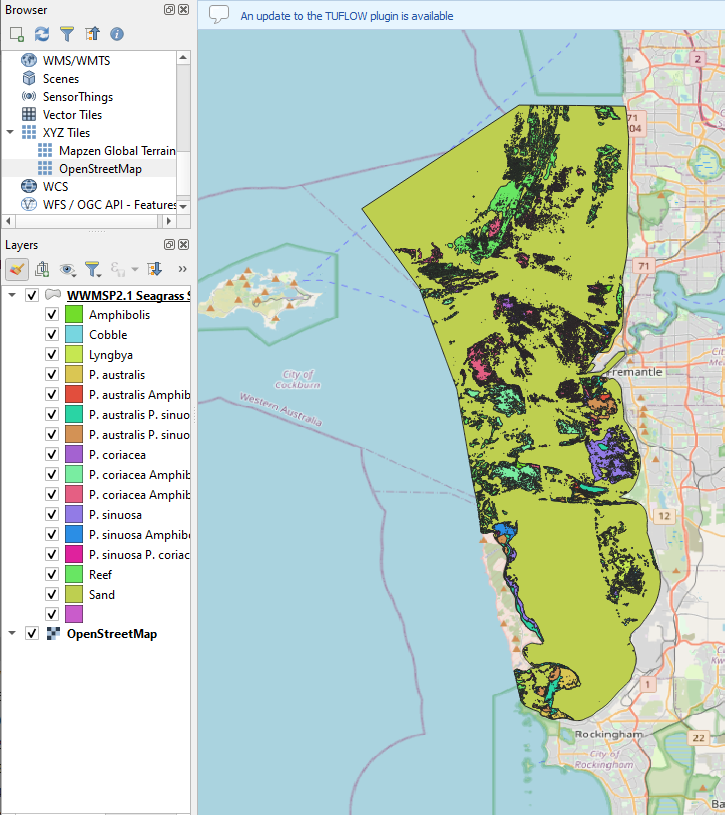 Browser
An update to the TUFLOW plugin is available
WMS/WMTS
Scenes
SensorThings
Vector Tiles
XYZ Tiles
Mapzen Global Terrain
OpenStreetMap
WCS
WFS / OGC API - Features
Layers
WWMSP2.1 Seagrass S
Amphibolis
Cobble
Lyngbya
P. australis
P. australis Amphib
P. australis P. sinuo
P. australis P. sinuo
P. coriacea
P. coriacea Amphib
P. coriacea Amphib
P. sinuosa
P. sinuosa Amphibo
P. sinuosa P. coriac
Reef
Sand
OpenStreetMap
2
71
04
71
City of
Cockburn
Western Australia
Fremantle
12
1
Rockingham
City of
Rockingham
22